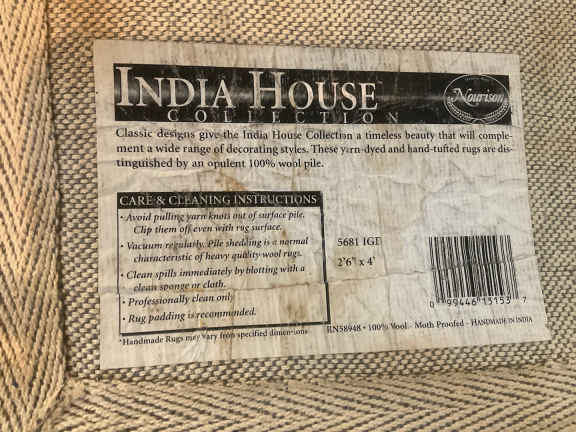 INDIA HOUSE
COLLECTION
Nourison
Classic designs give the India House Collection a timeless beauty that will comple-
ment a wide range of decorating styles. These yarn-dyed and hand-tufted rugs are dis-
tinguished by an opulent 100% wool pile.
CARE & CLEANING INSTRUCTIONS
• Avoid pulling yarn knots out of surface pile.
Clip them off even with rug surface.
• Vacuum regularly. Pile shedding is a normal
characteristic of heavy quality wool rugs.
• Clean spills immediately by blotting with a
clean sponge or cloth.
• Professionally clean only
• Rug padding is recommended.
*Handmade Rugs may vary from specified dimensions
5681 IGD
2'6" x 4'
0 99446 15153 7
RN58948 • 100% Wool - Moth Proofed - HANDMADE IN INDIA